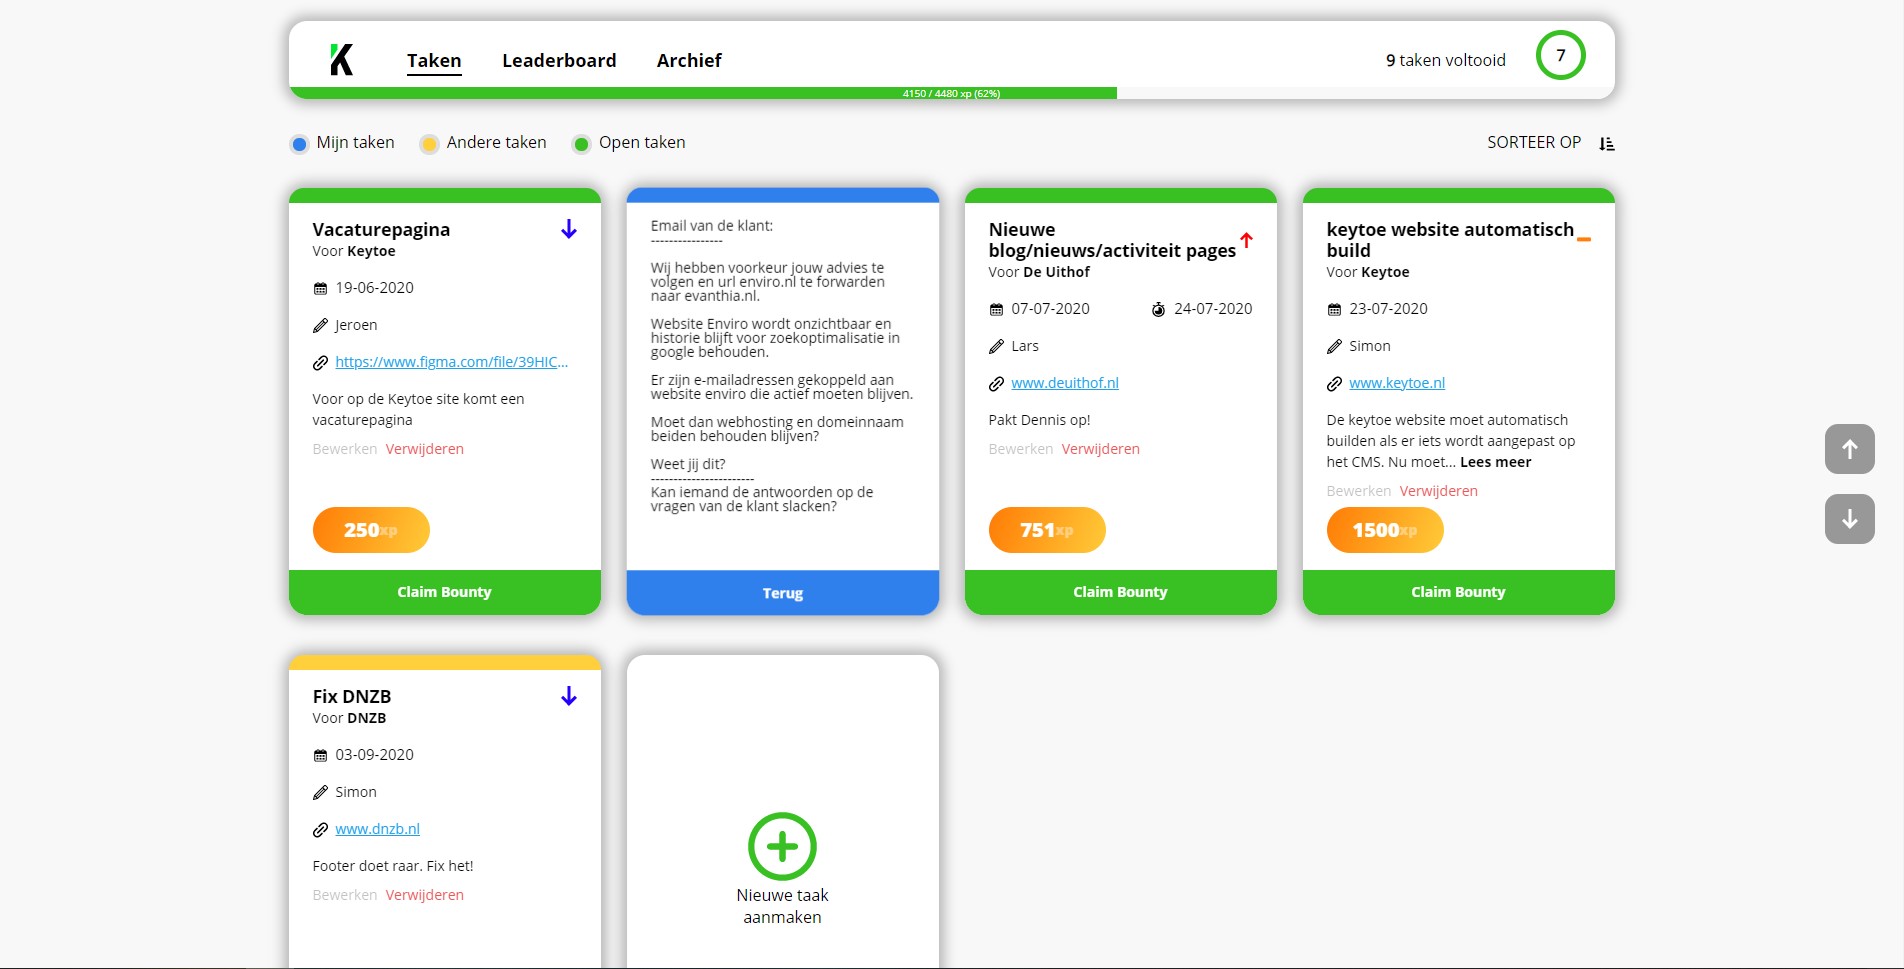 Taken
Leaderboard
Archief
9 taken voltooid
7
4150 / 4480 xp (62%)
Mijn taken
Andere taken
Open taken
SORTEER OP
Vacaturepagina
Voor Keytoe
19-06-2020
Jeroen
https://www.figma.com/file/39HIC...
Voor op de Keytoe site komt een
vacaturepagina
Bewerken Verwijderen
250xp
Claim Bounty
Email van de klant:
----------------
Wij hebben voorkeur jouw advies te
volgen en url enviro.nl te forwarden
naar evanthia.nl.
Website Enviro wordt onzichtbaar en
historie blijft voor zoekoptimalisatie in
google behouden.
Er zijn e-mailadressen gekoppeld aan
website enviro die actief moeten blijven.
Moet dan webhosting en domeinnaam
beiden behouden blijven?
Weet jij dit?
-----------------------
Kan iemand de antwoorden op de
vragen van de klant slacken?
Terug
Nieuwe
blog/nieuws/activiteit pages
Voor De Uithof
07-07-2020
24-07-2020
Lars
www.deuithof.nl
Pakt Dennis op!
Bewerken Verwijderen
751xp
Claim Bounty
keytoe website automatisch
build
Voor Keytoe
23-07-2020
Simon
www.keytoe.nl
De keytoe website moet automatisch
builden als er iets wordt aangepast op
het CMS. Nu moet... Lees meer
Bewerken Verwijderen
1500xp
Claim Bounty
Fix DNZB
Voor DNZB
03-09-2020
Simon
www.dnzb.nl
Footer doet raar. Fix het!
Bewerken Verwijderen
Nieuwe taak
aanmaken